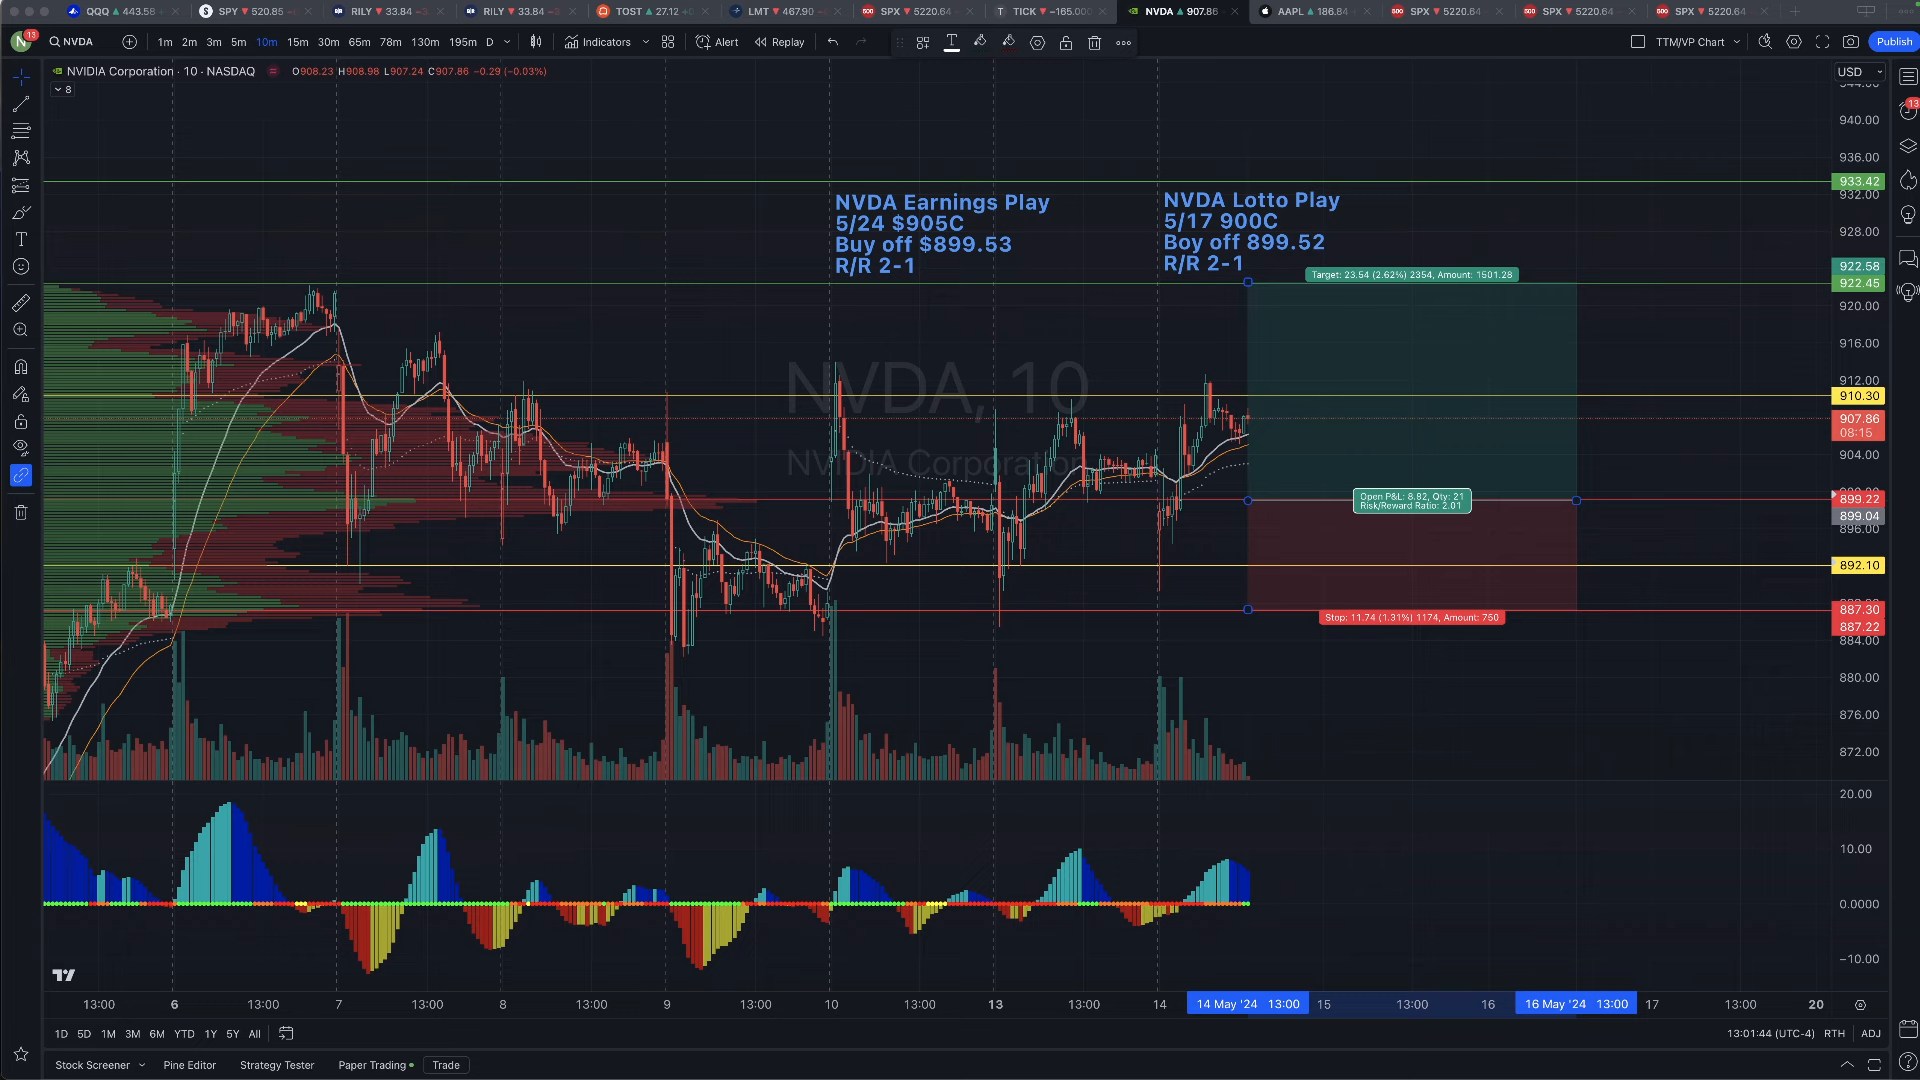 QQQ ▲ 443.58
SPY ▼ 520.85
RILY ▼ 33.84
RILY ▼ 33.84
TOST ▲ 27.12
LMT ▼ 467.90
SPX ▼ 5220.64
TICK ▼ −165.000
NVDA ▲ 907.86
AAPL ▲ 186.84
SPX ▼ 5220.64
SPX ▼ 5220.64
SPX ▼ 5220.64
N 13
NVDA
1m 2m 3m 5m 10m 15m 30m 65m 78m 130m 195m D
Indicators
Alert
Replay
TTM/VP Chart
Publish
NVIDIA Corporation · 10 · NASDAQ
O908.23 H908.98 L907.24 C907.86 −0.29 (−0.03%)
8
USD
13
944.00
940.00
936.00
933.42
932.00
928.00
922.58
922.45
920.00
916.00
912.00
910.30
907.86
08:15
904.00
899.22
899.04
896.00
892.10
887.30
887.22
884.00
880.00
876.00
872.00
NVDA Earnings Play
5/24 $905C
Buy off $899.53
R/R 2-1
NVDA Lotto Play
5/17 900C
Boy off 899.52
R/R 2-1
Target: 23.54 (2.62%) 2354, Amount: 1501.28
NVDA, 10
NVIDIA Corporation
Open P&L: 8.82, Qty: 21
Risk/Reward Ratio: 2.01
Stop: 11.74 (1.31%) 1174, Amount: 750
20.00
10.00
0.0000
−10.00
13:00 6 13:00 7 13:00 8 13:00 9 13:00 10 13:00 13 13:00 14 14 May '24 13:00 15 13:00 16 16 May '24 13:00 17 13:00 20
1D 5D 1M 3M 6M YTD 1Y 5Y All
13:01:44 (UTC-4) RTH ADJ
Stock Screener
Pine Editor
Strategy Tester
Paper Trading
Trade